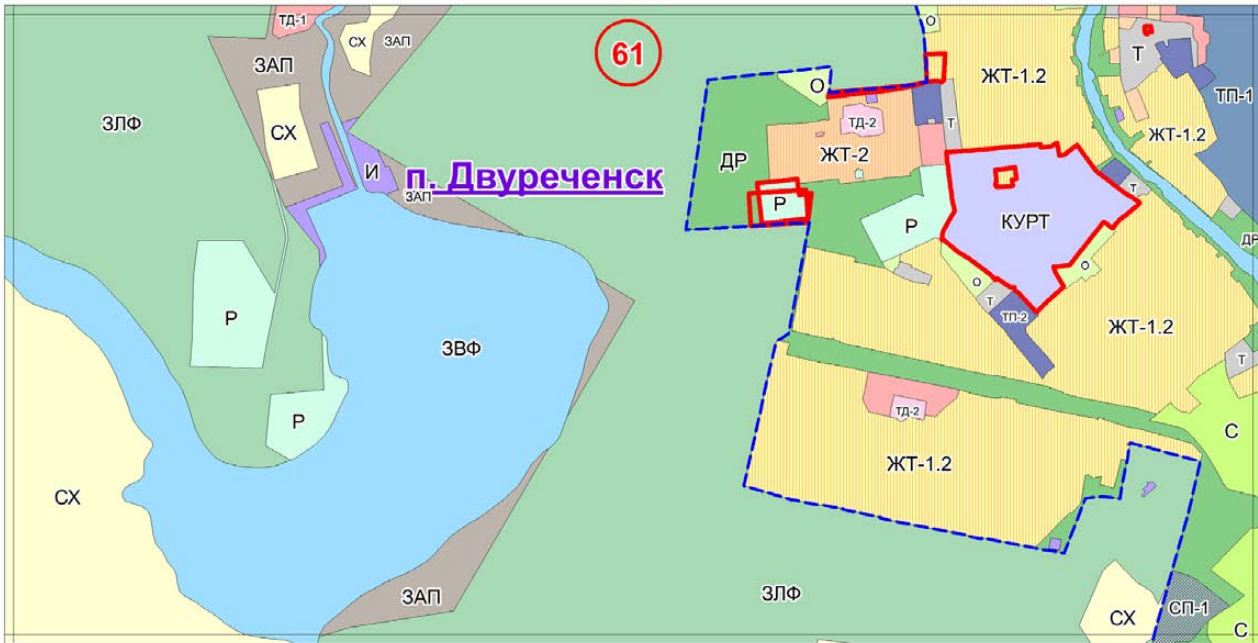 ТД-1
О
СХ
ЗАП
ЗАП
61
ЖТ-1.2
Т
ТП-1
О
ЗЛФ
СХ
ТД-2
Т
ЖТ-1.2
И
ДР
ЖТ-2
п. Двуреченск
ЗАП
Т
Р
Р
КУРТ
ДР
О
О
Т
ТП-2
Р
ЗВФ
ЖТ-1.2
Т
Р
ТД-2
С
ЖТ-1.2
СХ
ЗАП
ЗЛФ
СХ
СП-1
С